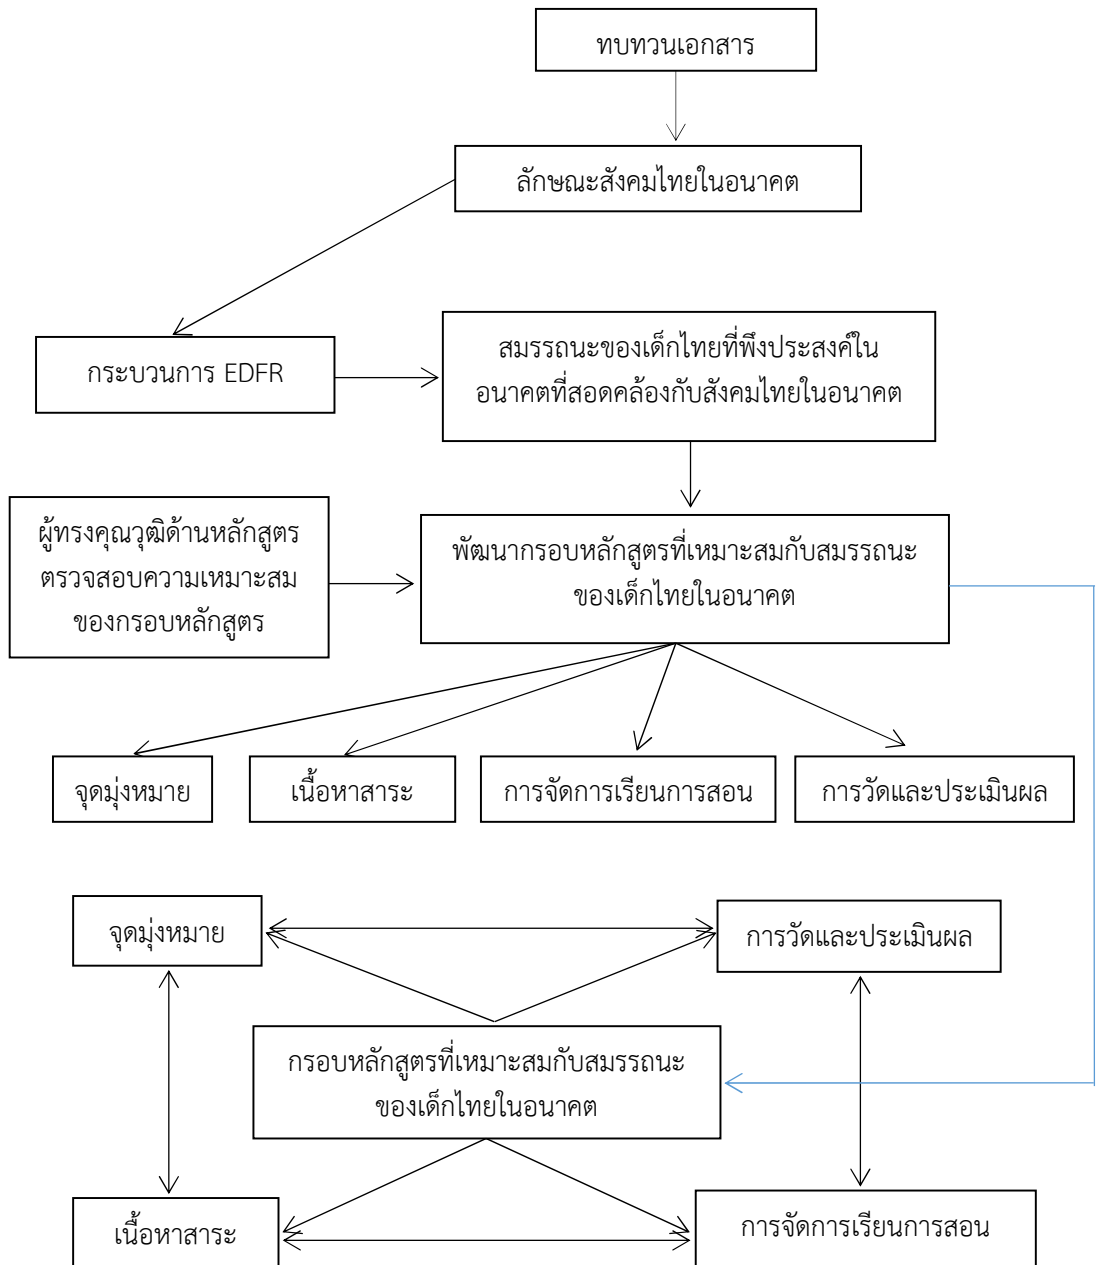 ทบทวนเอกสาร
ลักษณะสังคมไทยในอนาคต
กระบวนการ EDFR
สมรรถนะของเด็กไทยที่พึงประสงค์ใน
อนาคตที่สอดคล้องกับสังคมไทยในอนาคต
ผู้ทรงคุณวุฒิด้านหลักสูตร
ตรวจสอบความเหมาะสม
ของกรอบหลักสูตร
พัฒนากรอบหลักสูตรที่เหมาะสมกับสมรรถนะ
ของเด็กไทยในอนาคต
จุดมุ่งหมาย
เนื้อหาสาระ
การจัดการเรียนการสอน
การวัดและประเมินผล
จุดมุ่งหมาย
การวัดและประเมินผล
กรอบหลักสูตรที่เหมาะสมกับสมรรถนะ
ของเด็กไทยในอนาคต
เนื้อหาสาระ
การจัดการเรียนการสอน